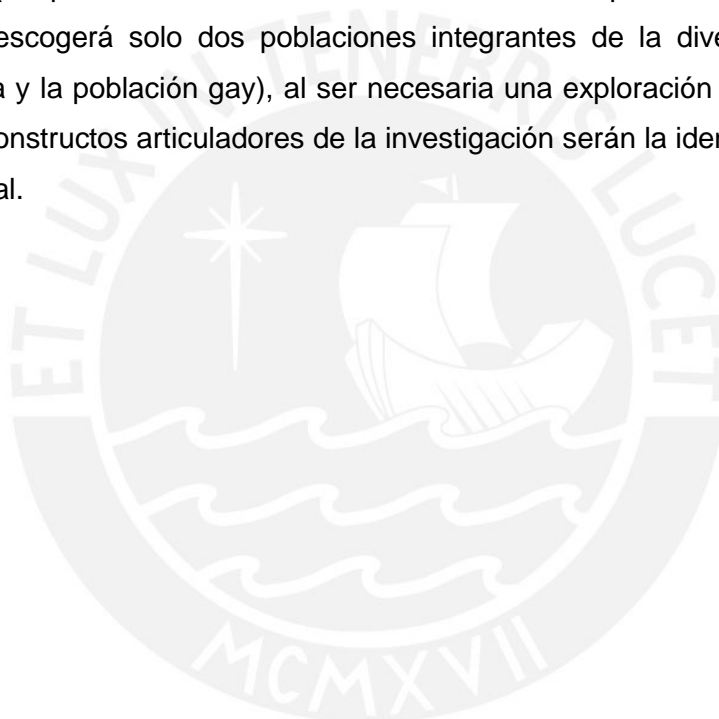 escogerá solo dos poblaciones integrantes de la dive
a y la población gay), al ser necesaria una exploración
onstructos articuladores de la investigación serán la iden
al.
ET LUX IN TENEBRIS LUCET
MCMXVII